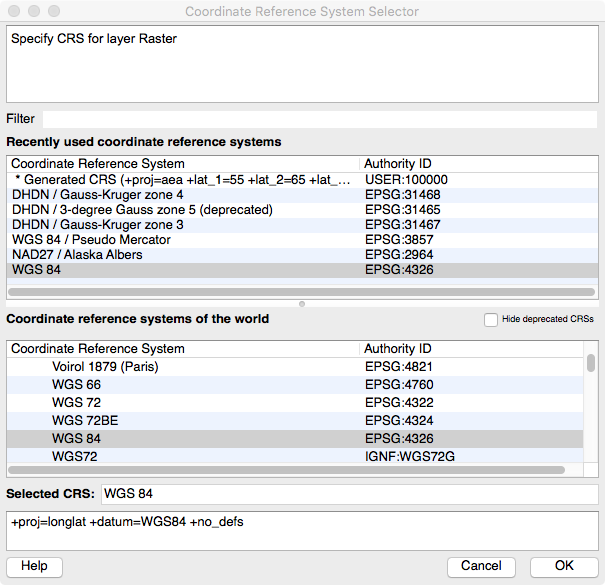 Coordinate Reference System Selector
Specify CRS for layer Raster
Filter
Recently used coordinate reference systems
Coordinate Reference System Authority ID
* Generated CRS (+proj=aea +lat_1=55 +lat_2=65 +lat_... USER:100000
DHDN / Gauss-Kruger zone 4 EPSG:31468
DHDN / 3-degree Gauss zone 5 (deprecated) EPSG:31465
DHDN / Gauss-Kruger zone 3 EPSG:31467
WGS 84 / Pseudo Mercator EPSG:3857
NAD27 / Alaska Albers EPSG:2964
WGS 84 EPSG:4326
Coordinate reference systems of the world Hide deprecated CRSs
Coordinate Reference System Authority ID
Voirol 1879 (Paris) EPSG:4821
WGS 66 EPSG:4760
WGS 72 EPSG:4322
WGS 72BE EPSG:4324
WGS 84 EPSG:4326
WGS72 IGNF:WGS72G
Selected CRS: WGS 84
+proj=longlat +datum=WGS84 +no_defs
Help Cancel OK